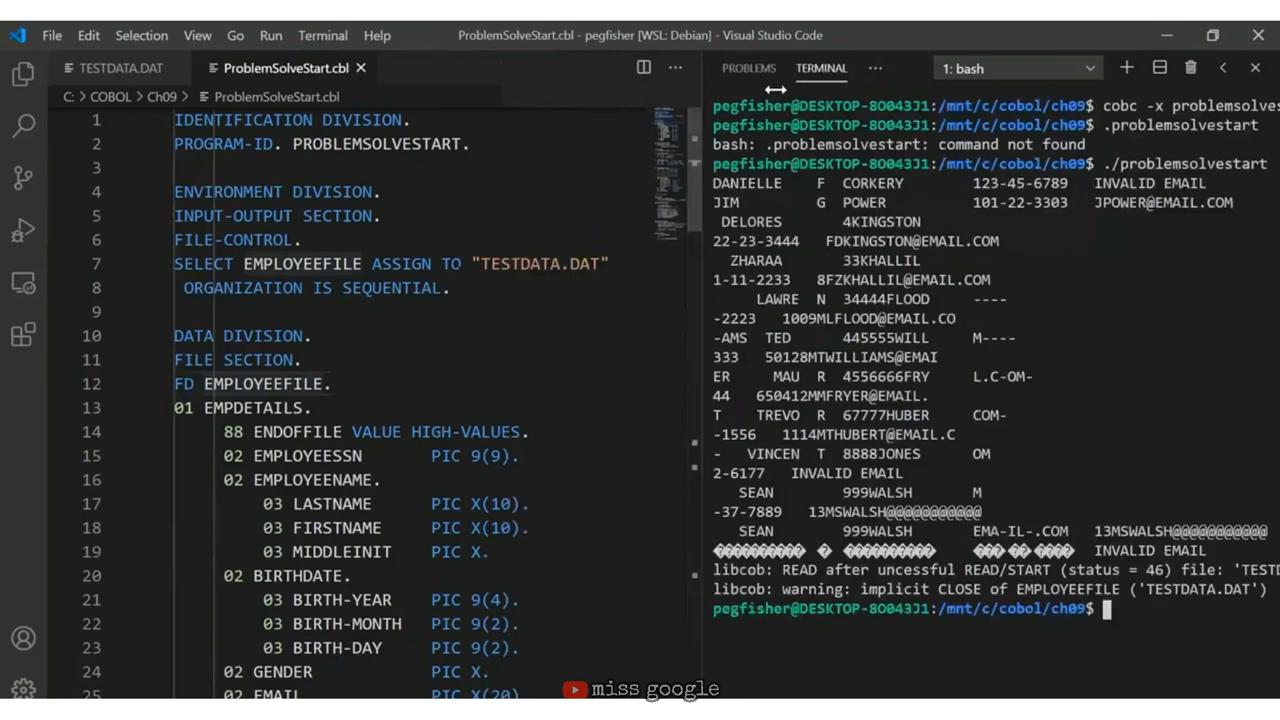 File Edit Selection View Go Run Terminal Help ProblemSolveStart.cbl - pegfisher [WSL: Debian] - Visual Studio Code
TESTDATA.DAT ProblemSolveStart.cbl
C: > COBOL > Ch09 > ProblemSolveStart.cbl
1 IDENTIFICATION DIVISION.
2 PROGRAM-ID. PROBLEMSOLVESTART.
3
4 ENVIRONMENT DIVISION.
5 INPUT-OUTPUT SECTION.
6 FILE-CONTROL.
7 SELECT EMPLOYEEFILE ASSIGN TO "TESTDATA.DAT"
8 ORGANIZATION IS SEQUENTIAL.
9
10 DATA DIVISION.
11 FILE SECTION.
12 FD EMPLOYEEFILE.
13 01 EMPDETAILS.
14 88 ENDOFFILE VALUE HIGH-VALUES.
15 02 EMPLOYEESSN PIC 9(9).
16 02 EMPLOYEENAME.
17 03 LASTNAME PIC X(10).
18 03 FIRSTNAME PIC X(10).
19 03 MIDDLEINIT PIC X.
20 02 BIRTHDATE.
21 03 BIRTH-YEAR PIC 9(4).
22 03 BIRTH-MONTH PIC 9(2).
23 03 BIRTH-DAY PIC 9(2).
24 02 GENDER PIC X.
25 02 EMAIL PIC X(20)
PROBLEMS TERMINAL ··· 1: bash
pegfisher@DESKTOP-8O043J1:/mnt/c/cobol/ch09$ cobc -x problemsolves
pegfisher@DESKTOP-8O043J1:/mnt/c/cobol/ch09$ .problemsolvestart
bash: .problemsolvestart: command not found
pegfisher@DESKTOP-8O043J1:/mnt/c/cobol/ch09$ ./problemsolvestart
DANIELLE F CORKERY 123-45-6789 INVALID EMAIL
JIM G POWER 101-22-3303 JPOWER@EMAIL.COM
DELORES 4KINGSTON
22-23-3444 FDKINGSTON@EMAIL.COM
ZHARAA 33KHALLIL
1-11-2233 8FZKHALLIL@EMAIL.COM
LAWRE N 34444FLOOD ----
-2223 1009MLFLOOD@EMAIL.CO
-AMS TED 445555WILL M----
333 50128MTWILLIAMS@EMAI
ER MAU R 4556666FRY L.C-OM-
44 650412MMFRYER@EMAIL.
T TREVO R 67777HUBER COM-
-1556 1114MTHUBERT@EMAIL.C
- VINCEN T 8888JONES OM
2-6177 INVALID EMAIL
SEAN 999WALSH M
-37-7889 13MSWALSH@@@@@@@@@@@
SEAN 999WALSH EMA-IL-.COM 13MSWALSH@@@@@@@@@@@
���������� � ���������� ���-��-���� INVALID EMAIL
libcob: READ after uncessful READ/START (status = 46) file: 'TESTD
libcob: warning: implicit CLOSE of EMPLOYEEFILE ('TESTDATA.DAT')
pegfisher@DESKTOP-8O043J1:/mnt/c/cobol/ch09$
miss google